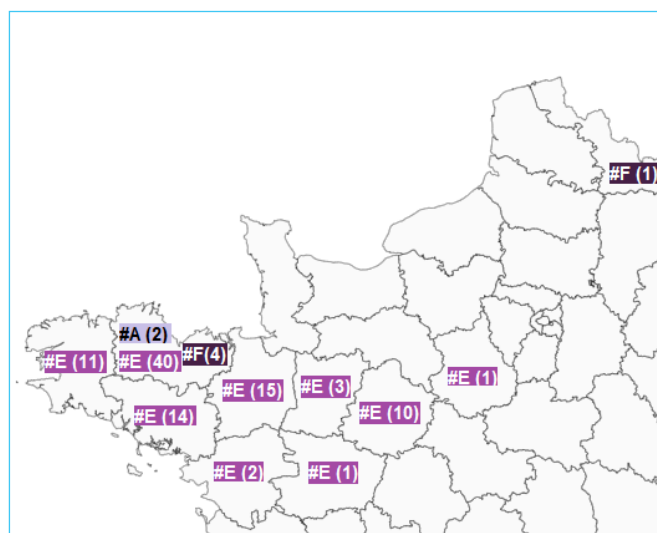 #F (1)
#A (2)
#E (11)
#E (40)
#F(4)
#E (15)
#E (3)
#E (1)
#E (14)
#E (10)
#E (2)
#E (1)